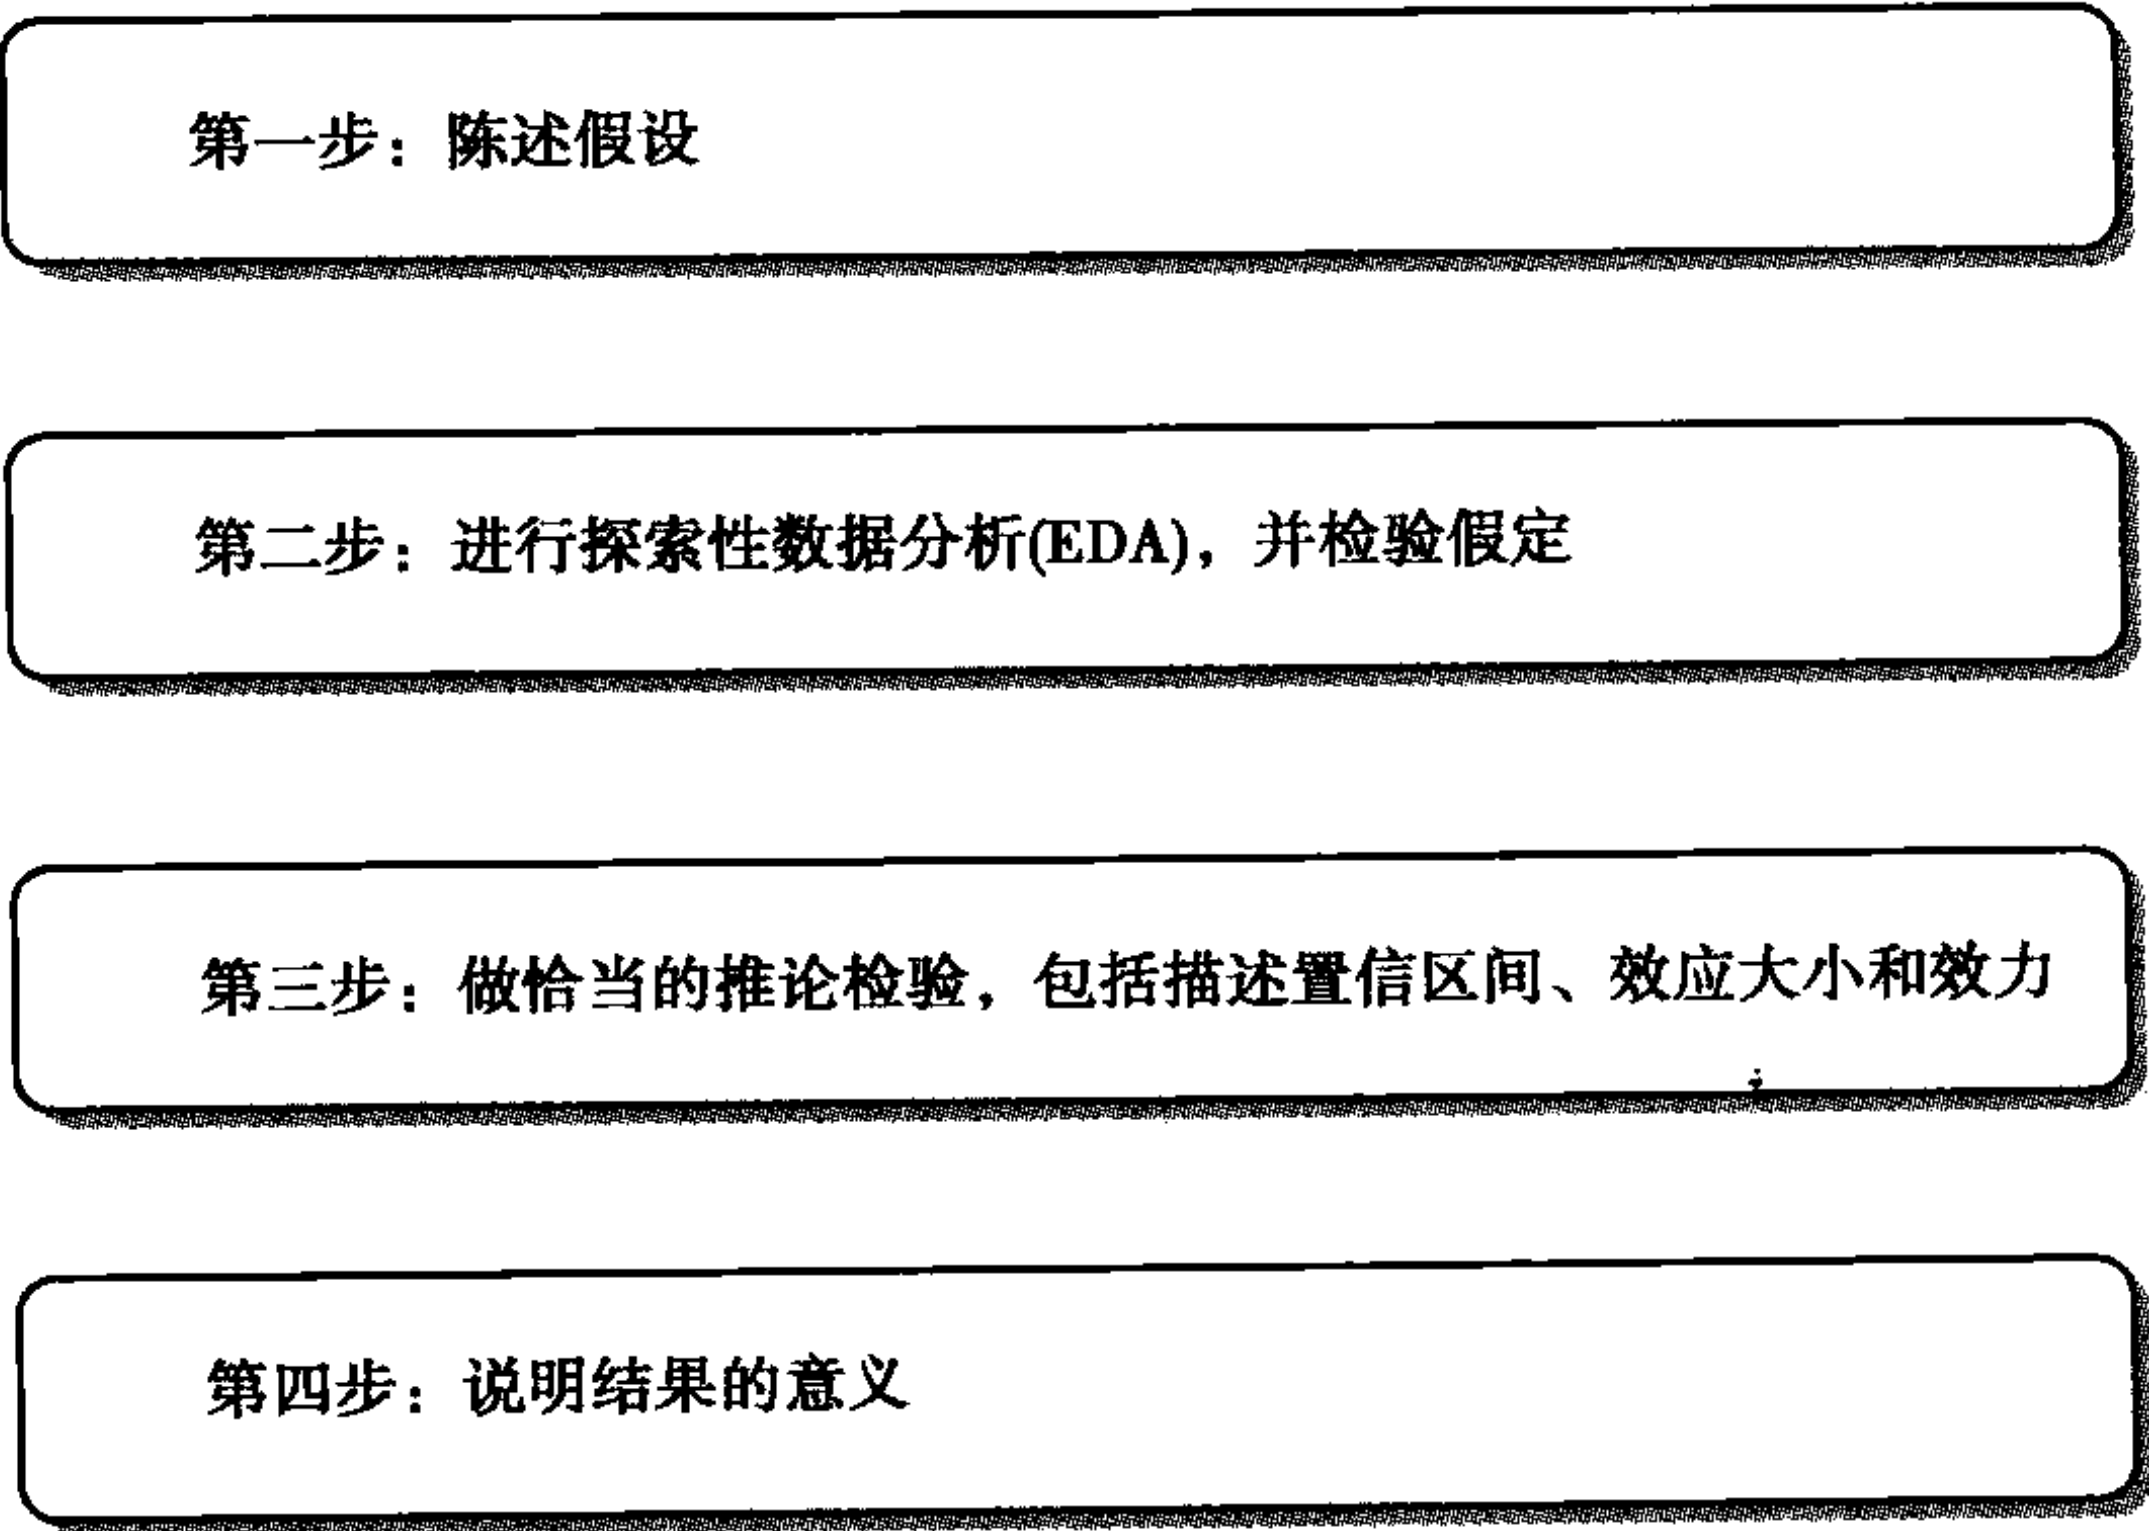 第一步：陈述假设
第二步：进行探索性数据分析(EDA)，并检验假定
第三步：做恰当的推论检验，包括描述置信区间、效应大小和效力
第四步：说明结果的意义